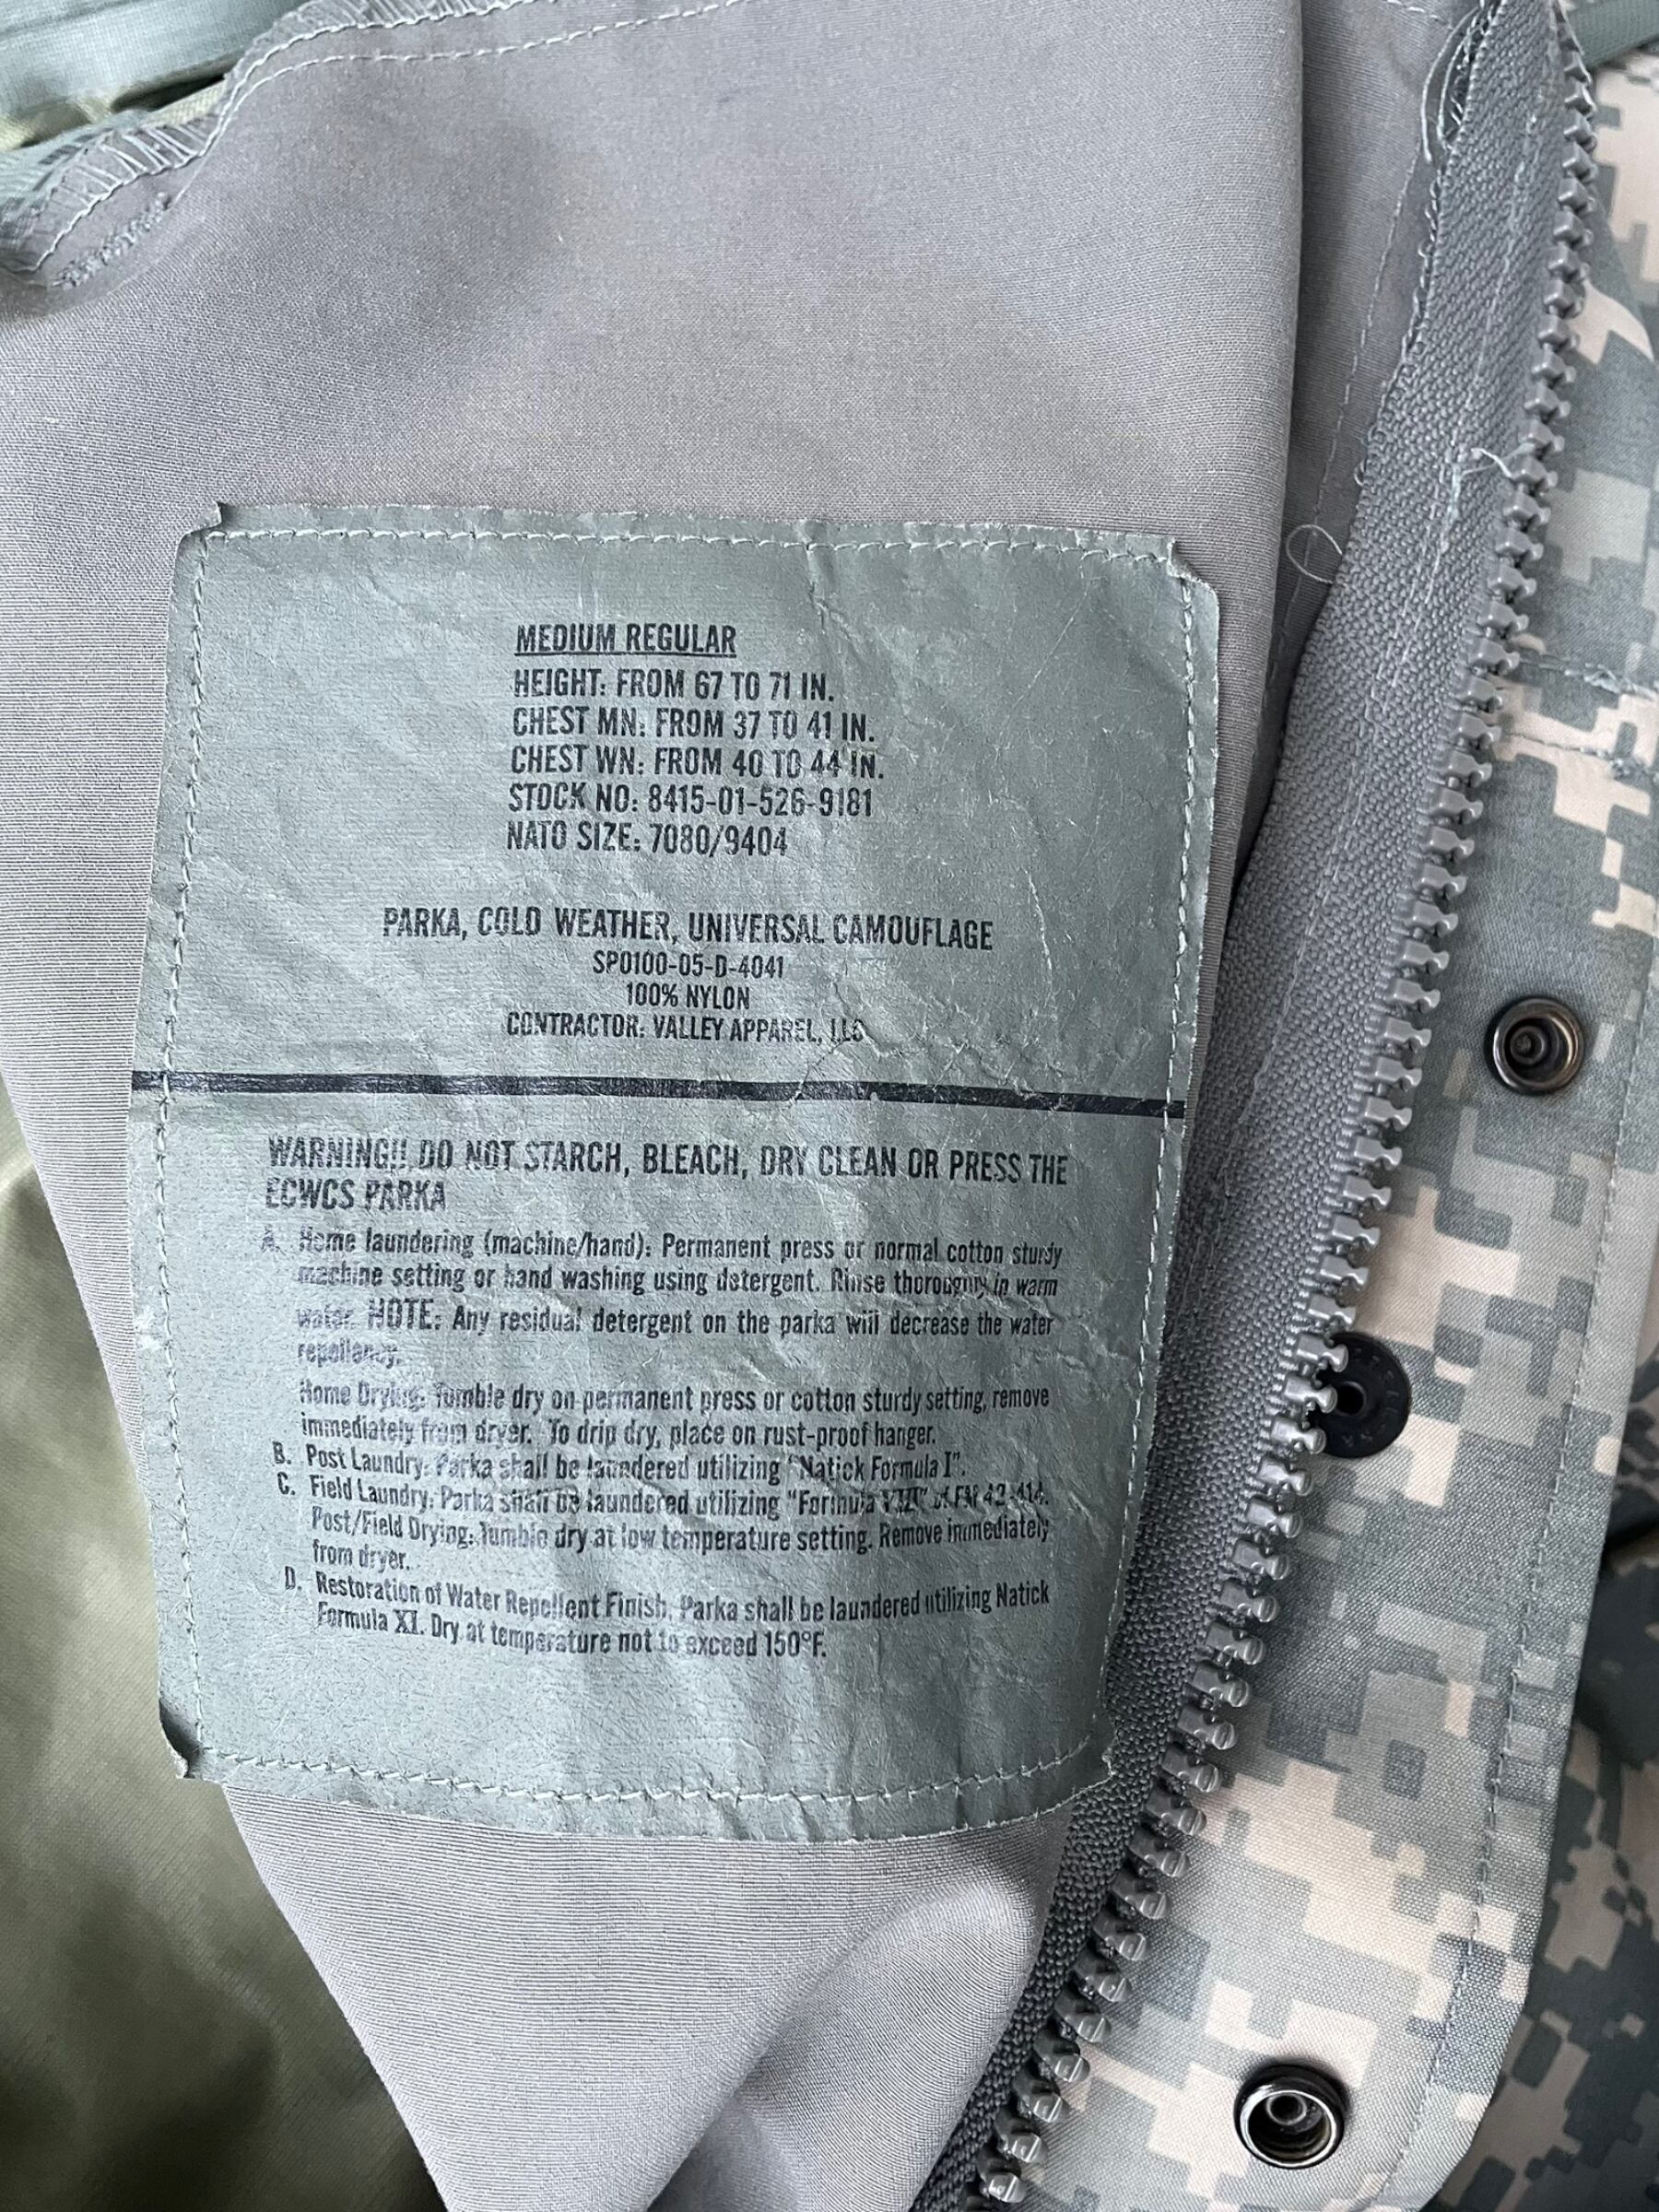 MEDIUM REGULAR
HEIGHT: FROM 67 TO 71 IN.
CHEST MN: FROM 37 TO 41 IN.
CHEST WN: FROM 40 TO 44 IN.
STOCK NO: 8415-01-526-9181
NATO SIZE: 7080/9404
PARKA, COLD WEATHER, UNIVERSAL CAMOUFLAGE
SPO100-05-D-4041
100% NYLON
CONTRACTOR: VALLEY APPAREL, LLC
WARNING!! DO NOT STARCH, BLEACH, DRY CLEAN OR PRESS THE
ECWCS PARKA
A. Home laundering (machine/hand): Permanent press or normal cotton sturdy
machine setting or hand washing using detergent. Rinse thoroughly in warm
water. NOTE: Any residual detergent on the parka will decrease the water
repellency.
Home Drying: Tumble dry on permanent press or cotton sturdy setting, remove
immediately from dryer. To drip dry, place on rust-proof hanger.
B. Post Laundry: Parka shall be laundered utilizing "Natick Formula I".
C. Field Laundry: Parka shall be laundered utilizing "Formula VIII" of FM 42-414.
Post/Field Drying: Tumble dry at low temperature setting. Remove immediately
from dryer.
D. Restoration of Water Repellent Finish. Parka shall be laundered utilizing Natick
Formula XI. Dry at temperature not to exceed 150°F.